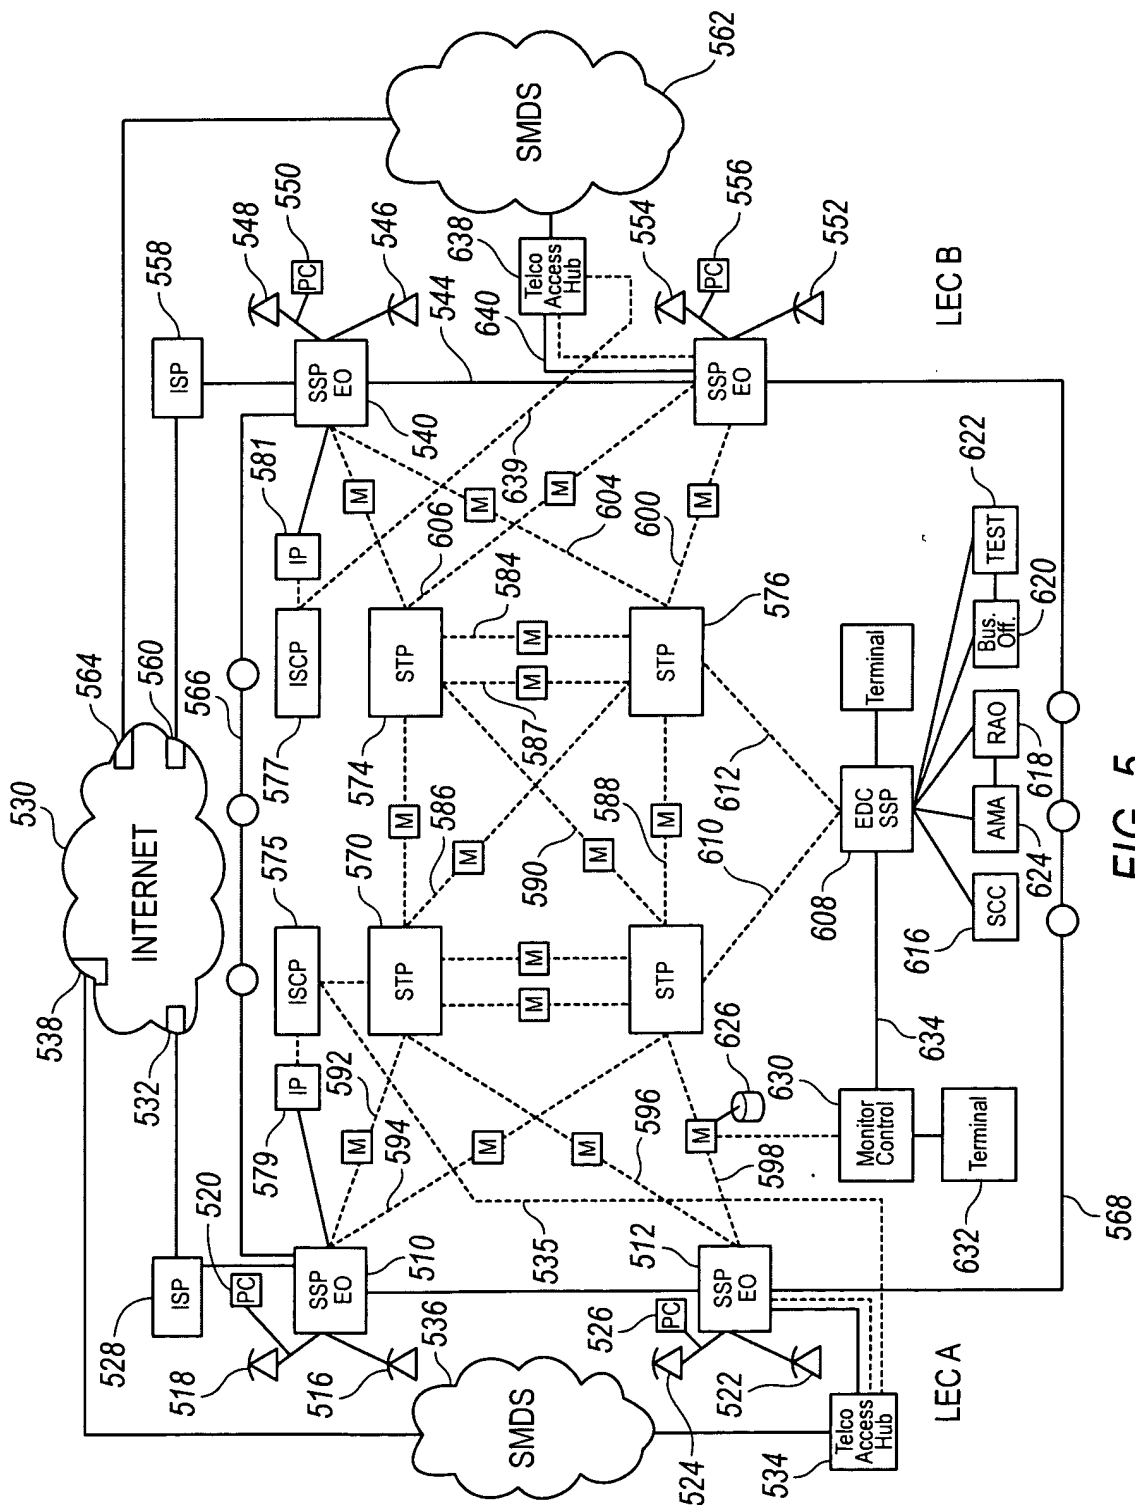 530
538
INTERNET
564
532
560
528
ISP
ISP
558
520
566
518
PC
548
550
579
575
577
581
IP
ISCP
ISCP
IP
PC
516
SSP
EO
SSP
EO
546
510
592
570
574
540
594
M
M
544
536
STP
STP
606
M
586
M
M
584
639
640
638
SMDS
SMDS
562
535
M
M
M
587
M
M
604
Telco
Access
Hub
526
512
596
M
590
M
588
M
600
M
554
556
PC
524
626
STP
STP
M
PC
522
SSP
EO
M
576
SSP
EO
552
534
598
630
610
612
Telco
Access
Hub
Monitor
Control
608
EDC
SSP
Terminal
634
622
LEC A
632
Terminal
616
SCC
AMA
RAO
Bus.
Off.
TEST
LEC B
624
618
620
568
FIG. 5